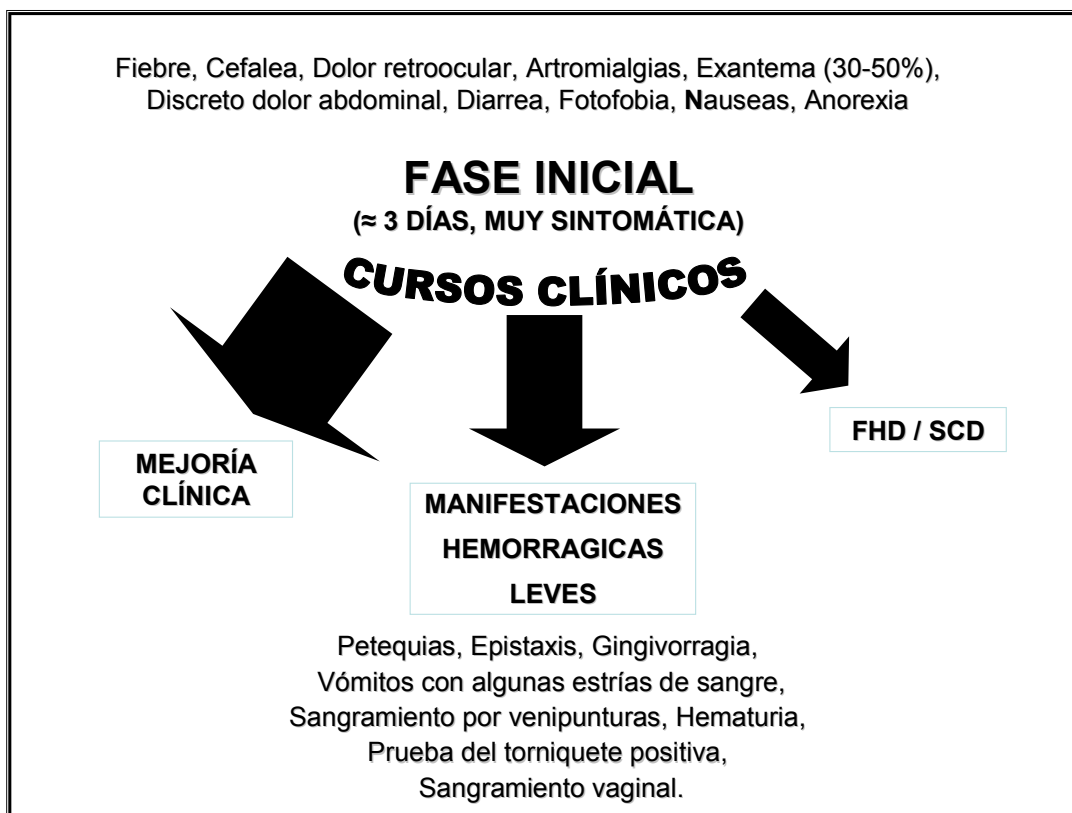 Fiebre, Cefalea, Dolor retroocular, Artromialgias, Exantema (30-50%),
Discreto dolor abdominal, Diarrea, Fotofobia, Nauseas, Anorexia
FASE INICIAL
(≈ 3 DÍAS, MUY SINTOMÁTICA)
CURSOS CLÍNICOS
FHD / SCD
MEJORÍA
CLÍNICA
MANIFESTACIONES
HEMORRAGICAS
LEVES
Petequias, Epistaxis, Gingivorragia,
Vómitos con algunas estrías de sangre,
Sangramiento por venipunturas, Hematuria,
Prueba del torniquete positiva,
Sangramiento vaginal.